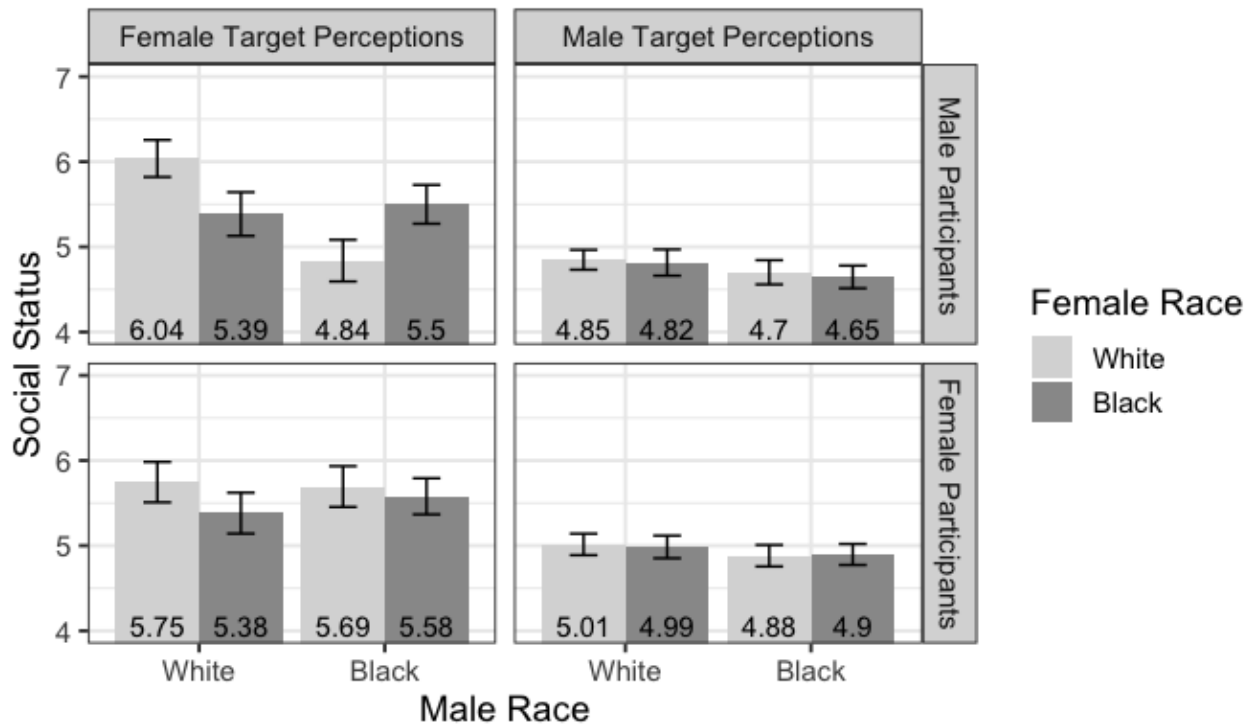 Female Target Perceptions
Male Target Perceptions
Social Status
7
6
5
4
6.04 5.39 4.84 5.5
4.85 4.82 4.7 4.65
Male Participants
7
6
5
4
5.75 5.38 5.69 5.58
5.01 4.99 4.88 4.9
Female Participants
White Black
White Black
Male Race
Female Race
White
Black